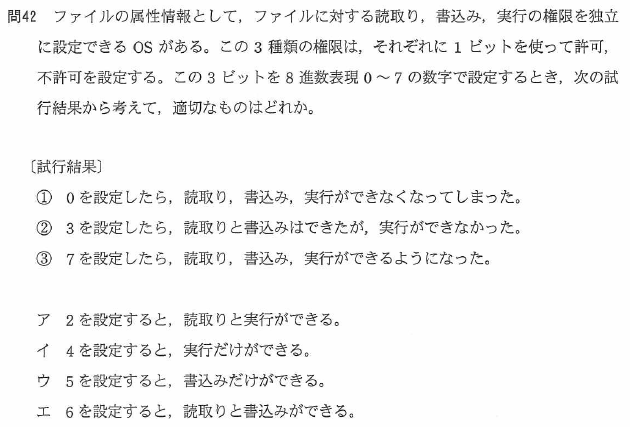 問42 ファイルの属性情報として，ファイルに対する読取り，書込み，実行の権限を独立
に設定できる OS がある。この 3 種類の権限は，それぞれに 1 ビットを使って許可，
不許可を設定する。この 3 ビットを 8 進数表現 0～7 の数字で設定するとき，次の試
行結果から考えて，適切なものはどれか。
〔試行結果〕
① 0 を設定したら，読取り，書込み，実行ができなくなってしまった。
② 3 を設定したら，読取りと書込みはできたが，実行ができなかった。
③ 7 を設定したら，読取り，書込み，実行ができるようになった。
ア 2 を設定すると，読取りと実行ができる。
イ 4 を設定すると，実行だけができる。
ウ 5 を設定すると，書込みだけができる。
エ 6 を設定すると，読取りと書込みができる。